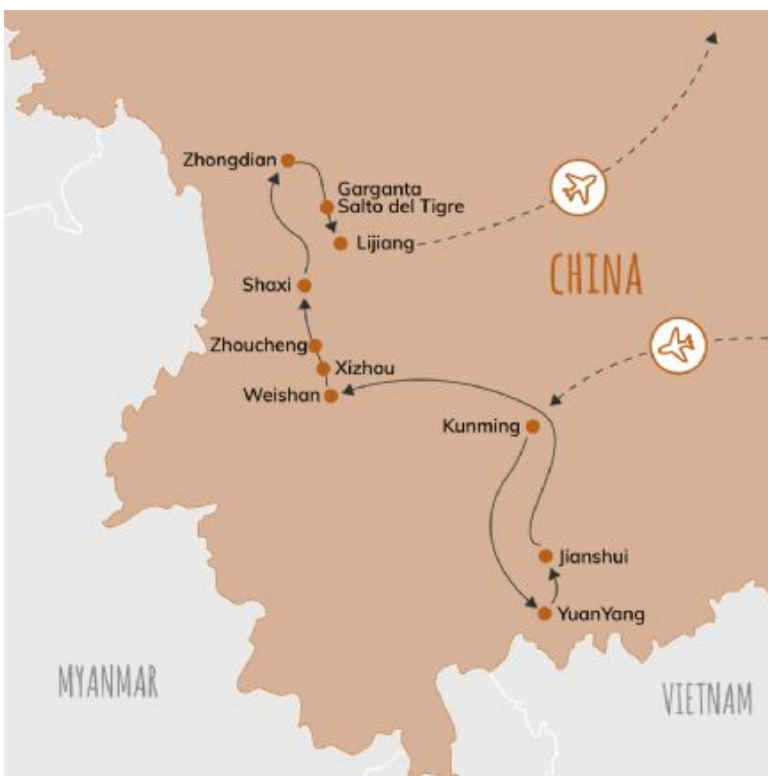 Zhongdian
Garganta
Salto del Tigre
Lijiang
CHINA
Shaxi
Zhoucheng
Xizhou
Weishan
Kunming
Jianshui
YuanYang
MYANMAR
VIETNAM